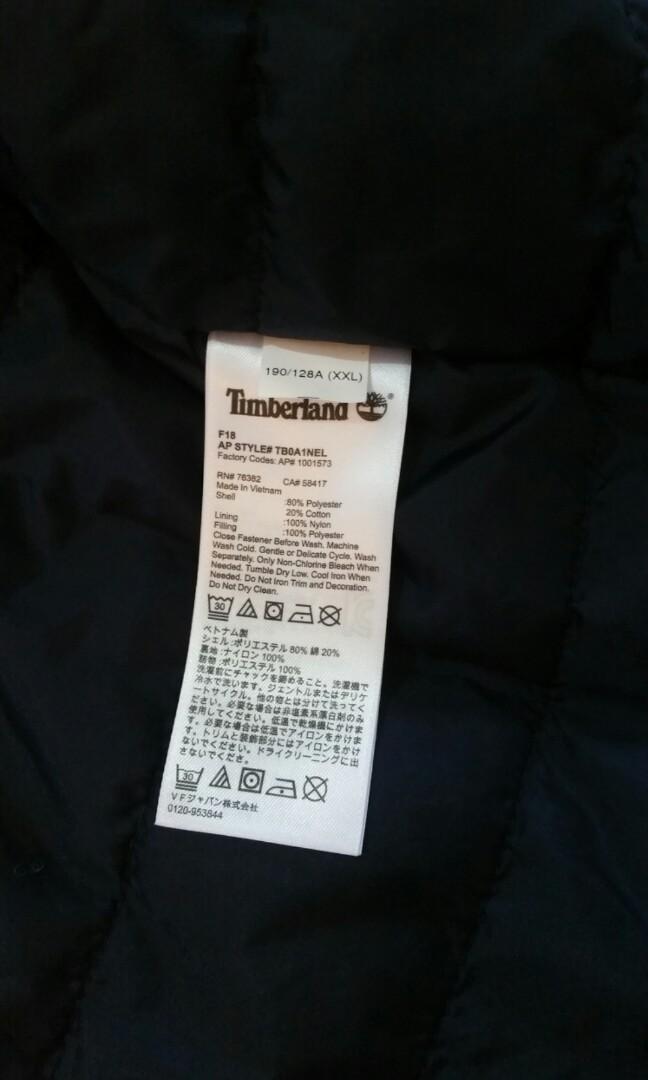 190/128A (XXL)
Timberland ®
F18
AP STYLE# TB0A1NEL
Factory Codes: AP# 1001573
RN# 76382 CA# 58417
Made In Vietnam
Shell :80% Polyester
20% Cotton
Lining :100% Nylon
Filling :100% Polyester
Close Fastener Before Wash. Machine
Wash Cold. Gentle or Delicate Cycle. Wash
Separately. Only Non-Chlorine Bleach When
Needed. Tumble Dry Low. Cool Iron When
Needed. Do Not Iron Trim and Decoration.
Do Not Dry Clean.
30
ベトナム製
シェル:ポリエステル 80% 綿 20%
裏地:ナイロン 100%
詰物:ポリエステル 100%
洗濯前にチャックを締めること。洗濯機で
冷水で洗います。ジェントルまたはデリケ
ートサイクル。他の物とは分けて洗ってく
ださい。必要な場合は非塩素系漂白剤のみ
使用してください。低温で乾燥機にかけま
す。必要な場合は低温でアイロンをかけま
す。トリムと装飾部分にはアイロンをかけ
ないでください。ドライクリーニングに出
さないでください。
30
VFジャパン株式会社
0120-953844